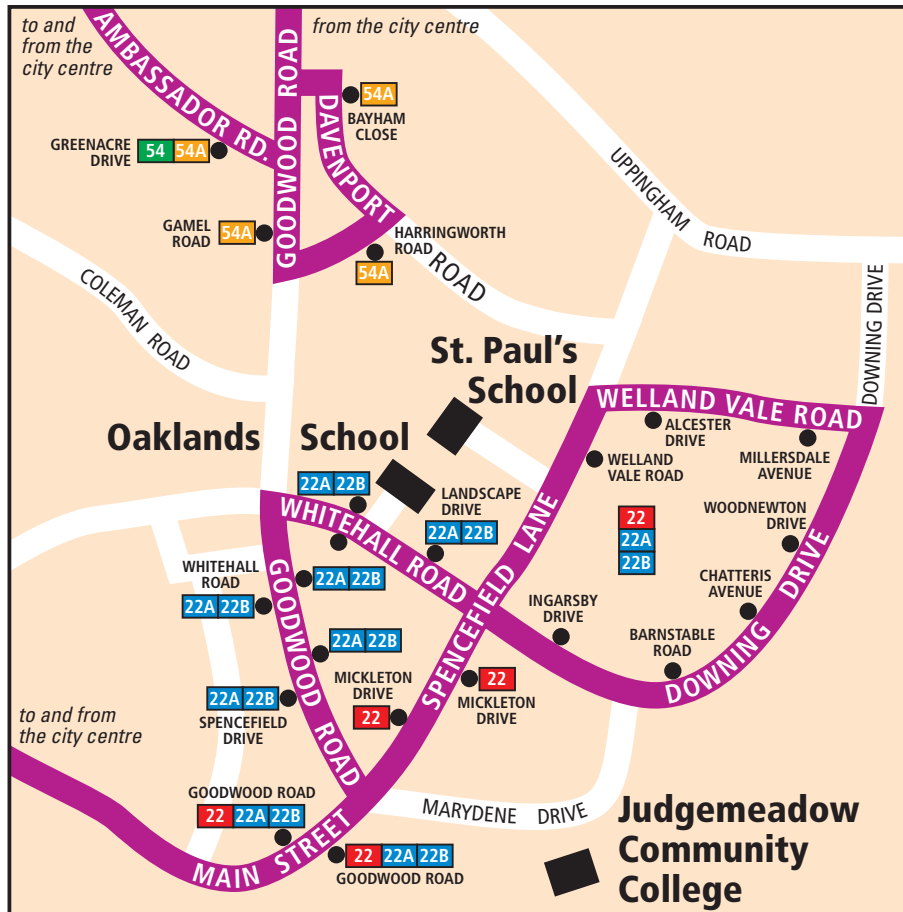 to and
from the
city centre
from the city centre
AMBASSADOR RD.
GOODWOOD ROAD
54A
BAYHAM
CLOSE
DAVENPORT
ROAD
GREENACRE
DRIVE
54 54A
GAMEL
ROAD
54A
HARRINGWORTH
ROAD
54A
UPPINGHAM ROAD
COLEMAN ROAD
DOWNING DRIVE
St. Paul's
School
Oaklands School
WELLAND VALE ROAD
ALCESTER
DRIVE
MILLERSDALE
AVENUE
WELLAND
VALE ROAD
22A 22B
LANDSCAPE
DRIVE
22A 22B
WHITEHALL ROAD
22
22A
22B
WOODNEWTON
DRIVE
SPENCEFIELD LANE
WHITEHALL
ROAD
22A 22B
22A 22B
GOODWOOD ROAD
CHATTERIS
AVENUE
INGARSBY
DRIVE
DOWNING DRIVE
22A 22B
BARNSTABLE
ROAD
MICKLETON
DRIVE
22
22
MICKLETON
DRIVE
22A 22B
SPENCEFIELD
DRIVE
to and from
the city centre
GOODWOOD ROAD
22 22A 22B
MAIN STREET
22 22A 22B
GOODWOOD ROAD
MARYDENE DRIVE
Judgemeadow
Community
College